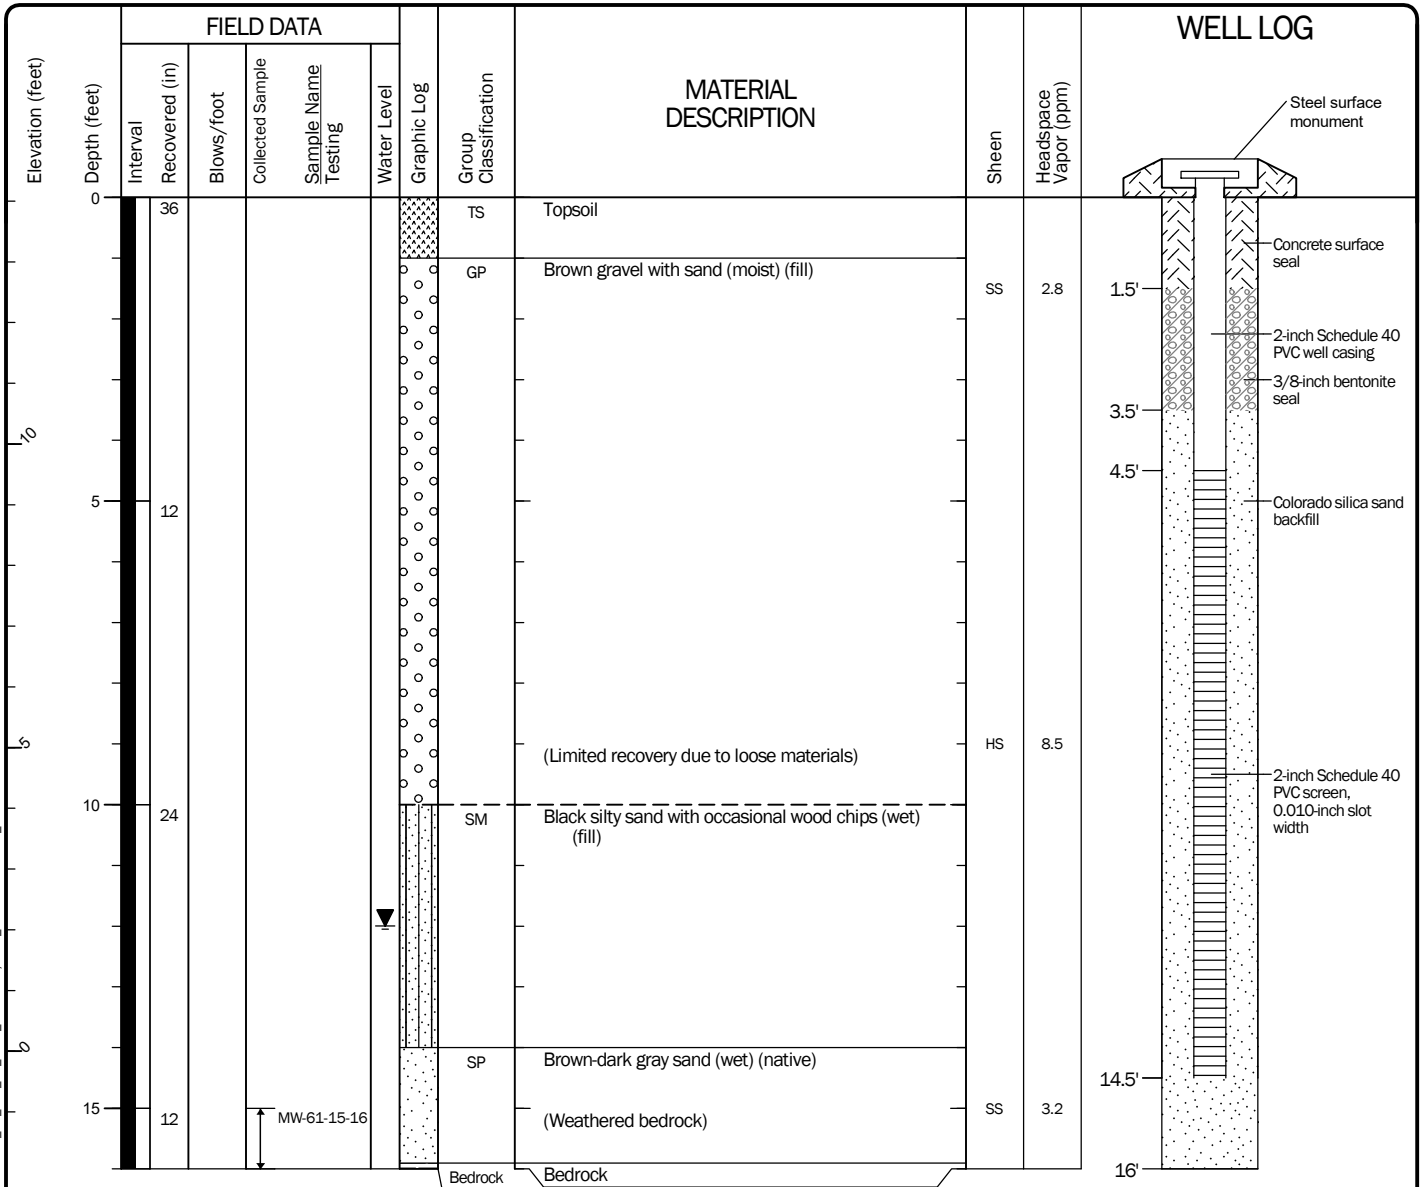 FIELD DATA
WELL LOG
Elevation (feet)
Depth (feet)
Interval
Recovered (in)
Blows/foot
Collected Sample
Sample Name
Testing
Water Level
Graphic Log
Group
Classification
MATERIAL
DESCRIPTION
Sheen
Headspace
Vapor (ppm)
Steel surface
monument
0
36
TS
Topsoil
Concrete surface
seal
GP
Brown gravel with sand (moist) (fill)
SS
2.8
1.5'
2-inch Schedule 40
PVC well casing
3/8-inch bentonite
seal
3.5'
10
4.5'
5
12
Colorado silica sand
backfill
5
(Limited recovery due to loose materials)
HS
8.5
2-inch Schedule 40
PVC screen,
0.010-inch slot
width
10
24
SM
Black silty sand with occasional wood chips (wet)
(fill)
0
SP
Brown-dark gray sand (wet) (native)
14.5'
15
12
MW-61-15-16
(Weathered bedrock)
SS
3.2
Bedrock
Bedrock
16'